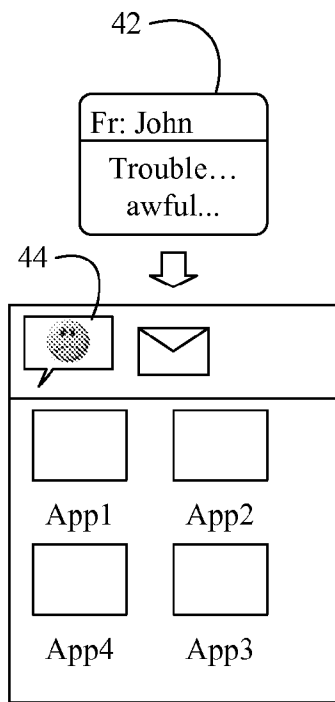 42
Fr: John
Trouble...
awful...
44
App1 App2
App4 App3